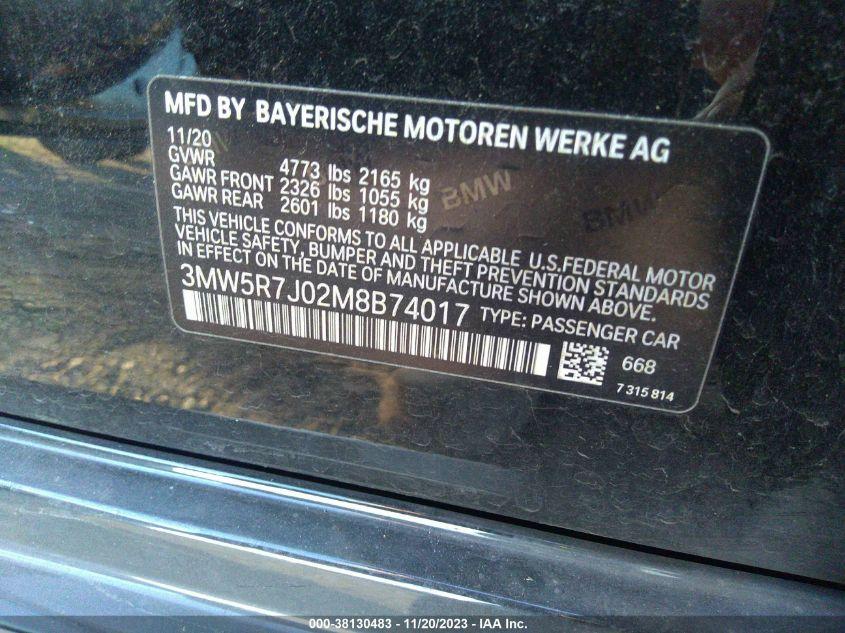 MFD BY BAYERISCHE MOTOREN WERKE AG
11/20
GVWR 4773 lbs 2165 kg
GAWR FRONT 2326 lbs 1055 kg
GAWR REAR 2601 lbs 1180 kg
BMW BMW
THIS VEHICLE CONFORMS TO ALL APPLICABLE U.S.FEDERAL MOTOR
VEHICLE SAFETY, BUMPER AND THEFT PREVENTION STANDARDS
IN EFFECT ON THE DATE OF MANUFACTURE SHOWN ABOVE.
3MW5R7J02M8B74017 TYPE: PASSENGER CAR
668
7 315 814
000-38130483 — 11/20/2023 — IAA Inc.